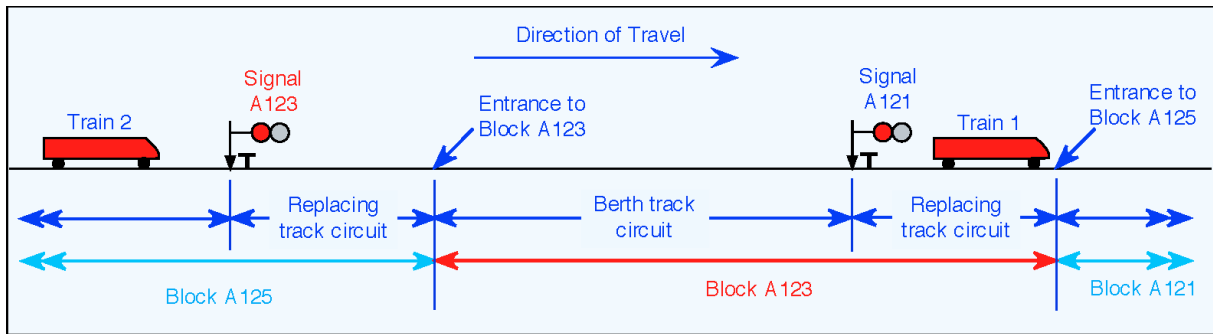 Direction of Travel
Signal
A123
Signal
A121
Entrance to
Block A123
Entrance to
Block A125
Train 2
Train 1
T
T
Replacing
track circuit
Berth track
circuit
Replacing
track circuit
Block A125
Block A123
Block A121